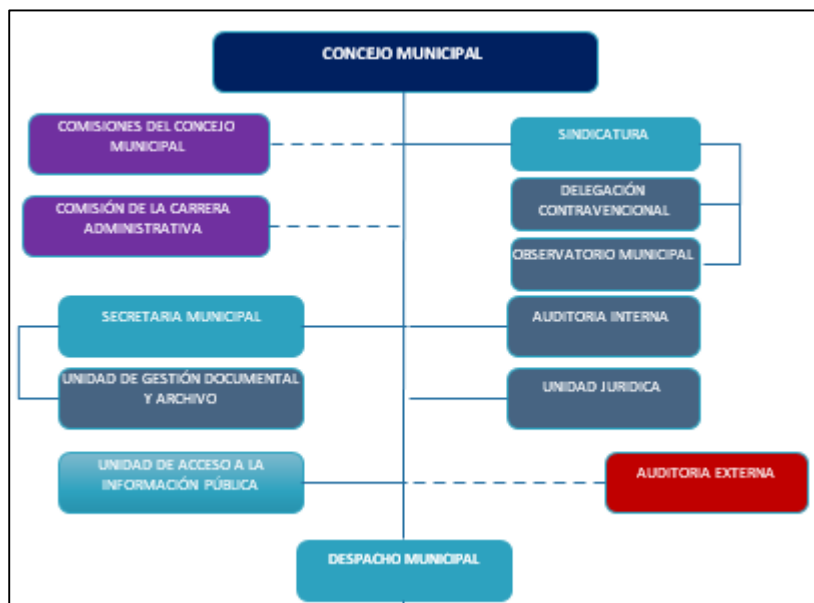 CONCEJO MUNICIPAL
COMISIONES DEL CONCEJO
MUNICIPAL
SINDICATURA
DELEGACIÓN
CONTRAVENCIONAL
COMISIÓN DE LA CARRERA
ADMINISTRATIVA
OBSERVATORIO MUNICIPAL
SECRETARIA MUNICIPAL
AUDITORIA INTERNA
UNIDAD DE GESTIÓN DOCUMENTAL
Y ARCHIVO
UNIDAD JURIDICA
UNIDAD DE ACCESO A LA
INFORMACIÓN PÚBLICA
AUDITORIA EXTERNA
DESPACHO MUNICIPAL